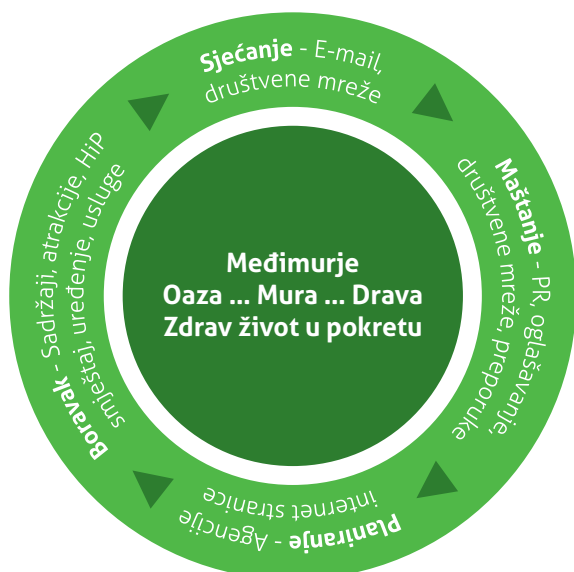 Sjećanje - E-mail,
društvene mreže
Maštanje - PR, oglašavanje,
društvene mreže, preporuke
Planiranje - Agencije
internet stranice
Boravak - Sadržaji, atrakcije, HiP
smještaj, uređenje, usluge
Međimurje
Oaza ... Mura ... Drava
Zdrav život u pokretu